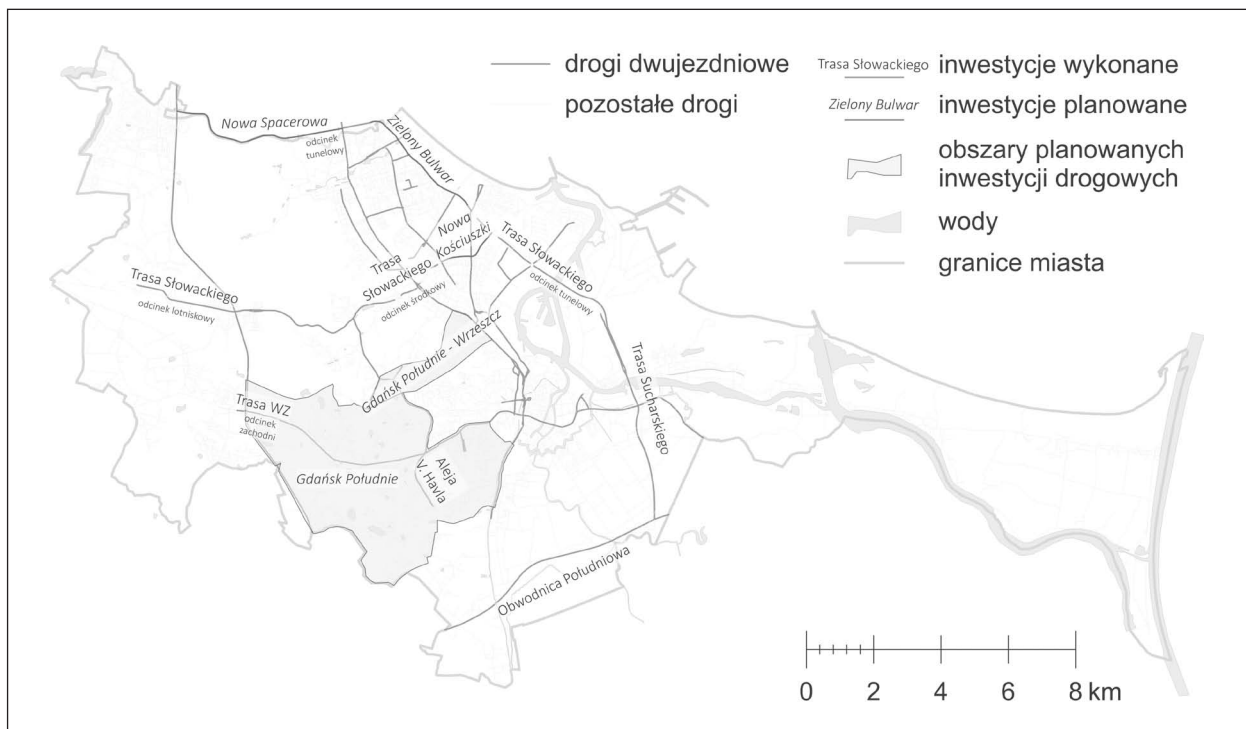 drogi dwujezdniowe
pozostałe drogi
Trasa Słowackiego
inwestycje wykonane
Zielony Bulwar
inwestycje planowane
obszary planowanych
inwestycji drogowych
wody
granice miasta
Nowa Spacerowa
odcinek
tunelowy
Zielony Bulwar
Nowa
Kościuszki
Trasa Słowackiego
odcinek tunelowy
Trasa
Słowackiego
odcinek środkowy
Trasa Słowackiego
odcinek lotniskowy
Gdańsk Południe - Wrzeszcz
Trasa Sucharskiego
Trasa WZ
odcinek
zachodni
Aleja
V. Havla
Gdańsk Południe
Obwodnica Południowa
0 2 4 6 8 km